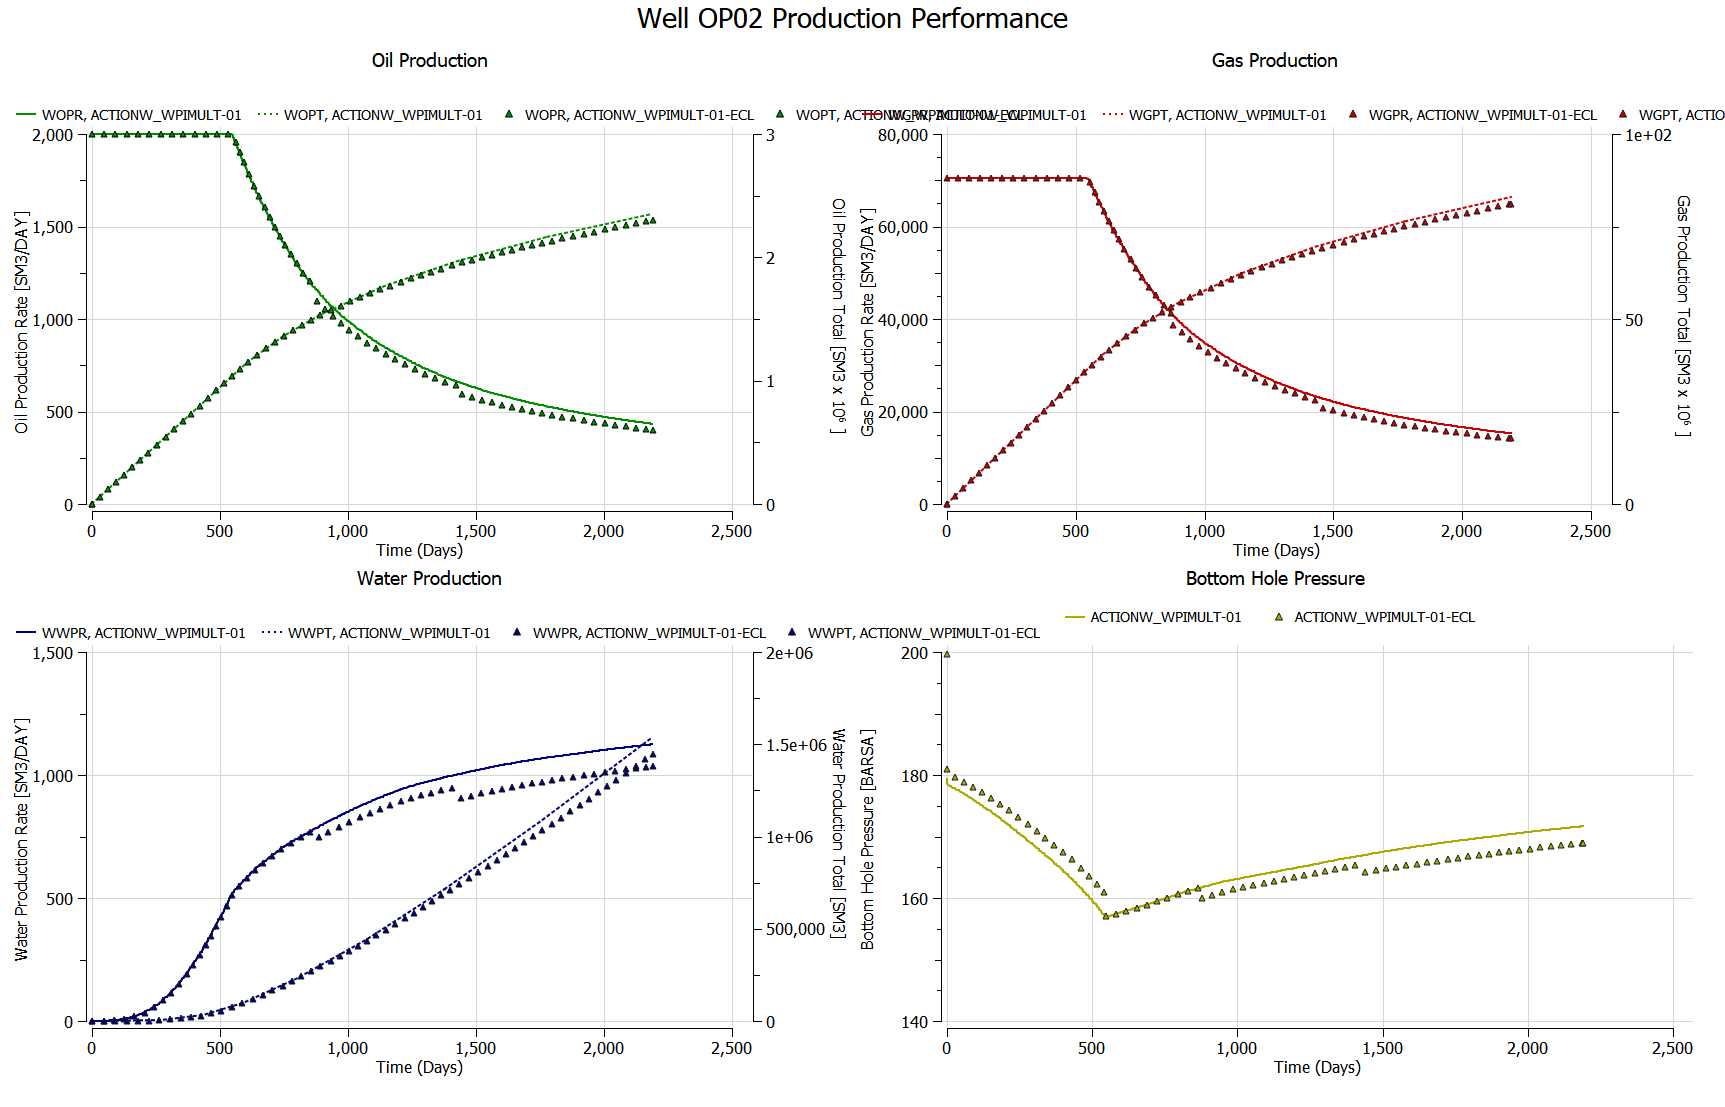 Well OP02 Production Performance
Oil Production
WOPR, ACTIONW_WPIMULT-01
WOPT, ACTIONW_WPIMULT-01
WOPR, ACTIONW_WPIMULT-01-ECL
WOPT, ACTIONW_WPIMULT-01-ECL
2,000
1,500
1,000
500
0
Oil Production Rate [SM3/DAY]
3
2
1
0
Oil Production Total [SM3 x 10⁶ ]
0
500
1,000
1,500
2,000
2,500
Time (Days)
Gas Production
WGPR, ACTIONW_WPIMULT-01
WGPT, ACTIONW_WPIMULT-01
WGPR, ACTIONW_WPIMULT-01-ECL
WGPT, ACTIO
80,000
60,000
40,000
20,000
0
Gas Production Rate [SM3/DAY]
1e+02
50
0
Gas Production Total [SM3 x 10⁶ ]
0
500
1,000
1,500
2,000
2,500
Time (Days)
Water Production
WWPR, ACTIONW_WPIMULT-01
WWPT, ACTIONW_WPIMULT-01
WWPR, ACTIONW_WPIMULT-01-ECL
WWPT, ACTIONW_WPIMULT-01-ECL
1,500
1,000
500
0
Water Production Rate [SM3/DAY]
2e+06
1.5e+06
1e+06
500,000
0
Water Production Total [SM3]
0
500
1,000
1,500
2,000
2,500
Time (Days)
Bottom Hole Pressure
ACTIONW_WPIMULT-01
ACTIONW_WPIMULT-01-ECL
200
180
160
140
Bottom Hole Pressure [BARSA]
0
500
1,000
1,500
2,000
2,500
Time (Days)